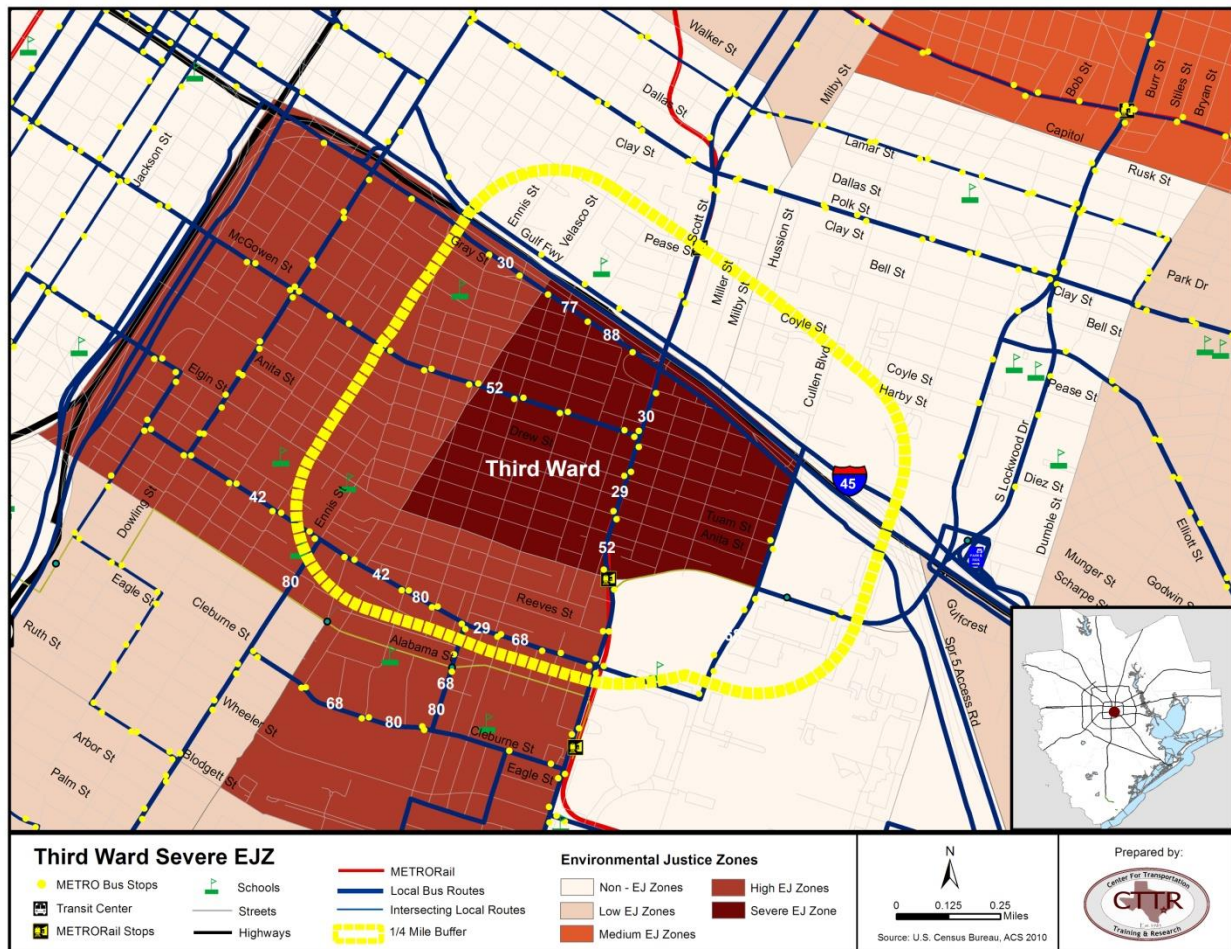 Walker St
Milby St
Dallas St
Clay St
Jackson St
Bob St
Burr St
Stiles St
Bryan St
Capitol
Rusk St
Lamar St
Dallas St
Polk St
Clay St
Bell St
Ennis St
Velasco St
Gulf Fwy
Gray St
30
Scott St
Pease St
Hussion St
Miller St
Milby St
Park Dr
Clay St
Bell St
McGowen St
77
88
Coyle St
Coyle St
Harby St
Cullen Blvd
Pease St
Elgin St
Anita St
52
30
Drew St
Third Ward
29
45
S Lockwood Dr
Diez St
Dumble St
Elliott St
Tuam St
Anita St
42
Ennis St
Dowling St
52
Munger St
Scharpe St
Godwin S
Gulfcrest
Spr 5 Access Rd
Eagle St
80
42
80
Reeves St
29
68
Cleburne St
Ruth St
Alabama St
68
68
80
80
Wheeler St
Cleburne St
Eagle St
Arbor St
Palm St
Blodgett St
Third Ward Severe EJZ
METRO Bus Stops
Transit Center
METRORail Stops
Schools
Streets
Highways
METRORail
Local Bus Routes
Intersecting Local Routes
1/4 Mile Buffer
Environmental Justice Zones
Non - EJ Zones
Low EJ Zones
Medium EJ Zones
High EJ Zones
Severe EJ Zone
N
0 0.125 0.25
Miles
Source: U.S. Census Bureau, ACS 2010
Prepared by:
Center For Transportation
CTTR
Training & Research